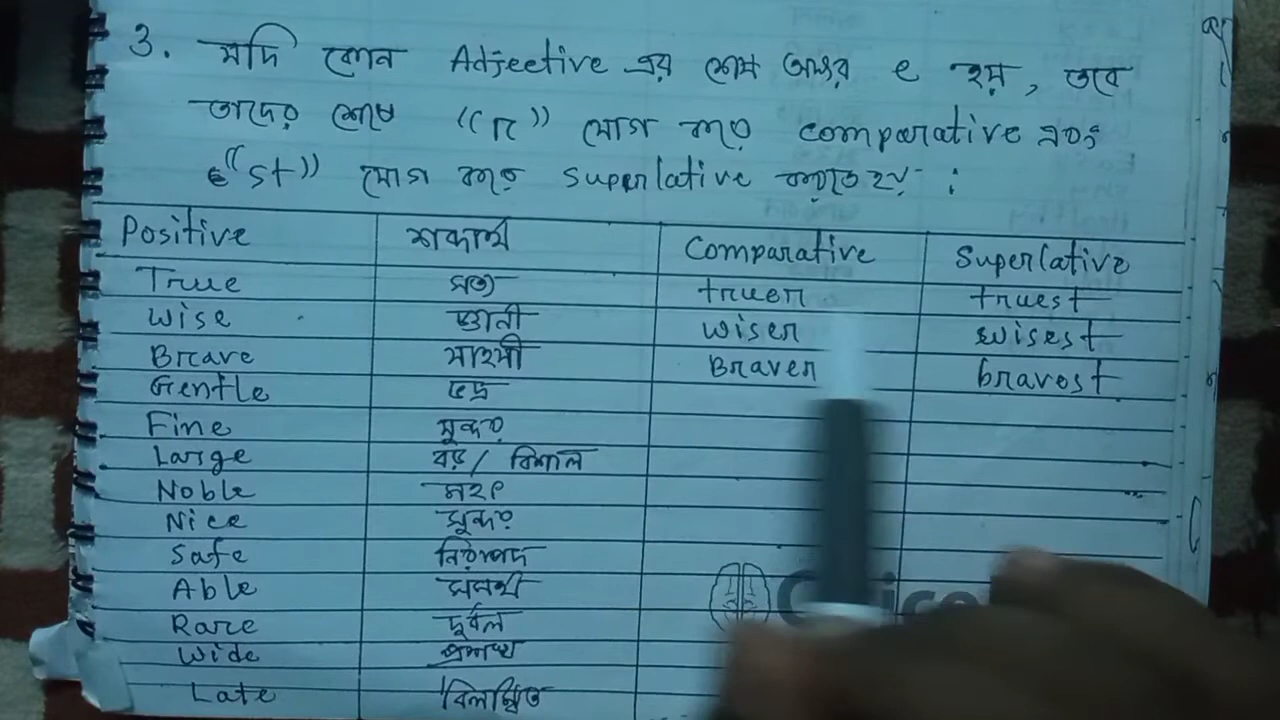 3. যদি কোন Adjective এর শেষ অক্ষর e হয়, তবে
তাদের শেষে "r" যোগ করে comparative এবং
"st" যোগ করে superlative করতে হয় :
Positive শব্দার্থ Comparative Superlative
True সত্য truer truest
Wise জ্ঞানী wiser wisest
Brave সাহসী Braver bravest
Gentle ভদ্র
Fine সুন্দর
Large বড় / বিশাল
Noble মহৎ
Nice সুন্দর
Safe নিরাপদ
Able সমর্থ
Rare দুর্বল
Wide প্রশস্থ
Late বিলম্বিত